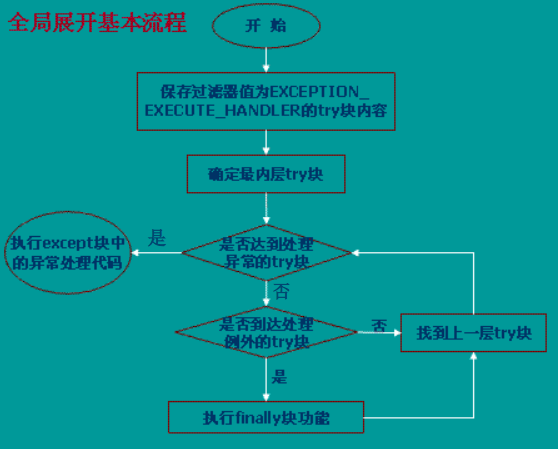 全局展开基本流程
开 始
保存过滤器值为EXCEPTION_
EXECUTE_HANDLER的try块内容
确定最内层try块
是否达到处理
异常的try块
是
执行except块中
的异常处理代码
否
是否到达处理
例外的try块
否
找到上一层try块
是
执行finally块功能